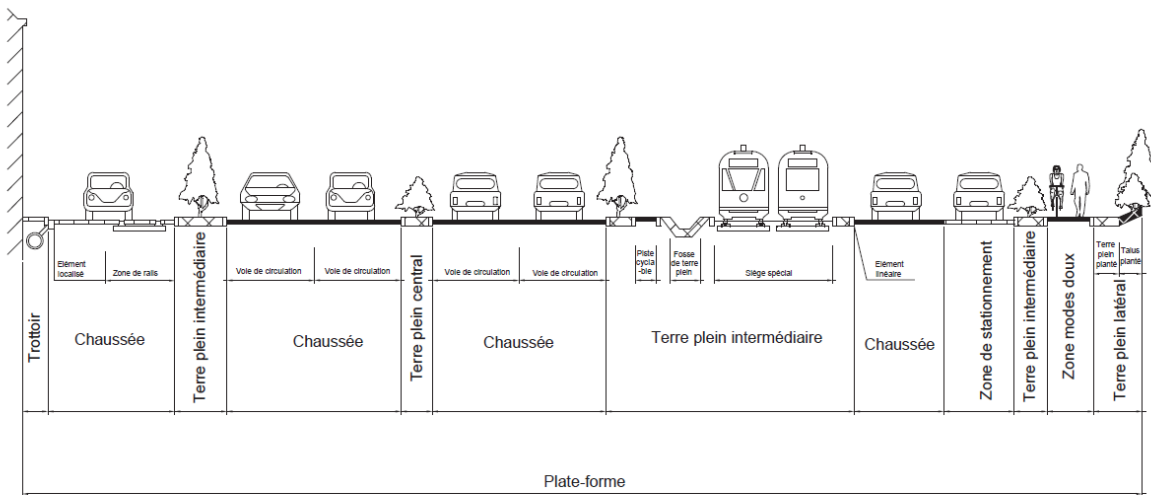 Elément
localisé
Zone de rails
Voie de circulation
Voie de circulation
Voie de circulation
Voie de circulation
Piste
cycla
-ble
Fosse
de terre
plein
Siège spécial
Elément
linéaire
Terre
plein
planté
Talus
planté
Trottoir
Chaussée
Terre plein intermédiaire
Chaussée
Terre plein central
Chaussée
Terre plein intermédiaire
Chaussée
Zone de stationnement
Terre plein intermédiaire
Zone modes doux
Terre plein latéral
Plate-forme